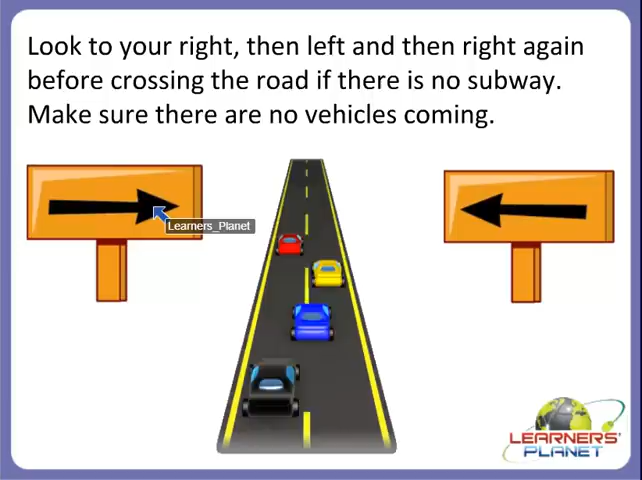 Look to your right, then left and then right again
before crossing the road if there is no subway.
Make sure there are no vehicles coming.
Learners_Planet
LEARNERS'
PLANET